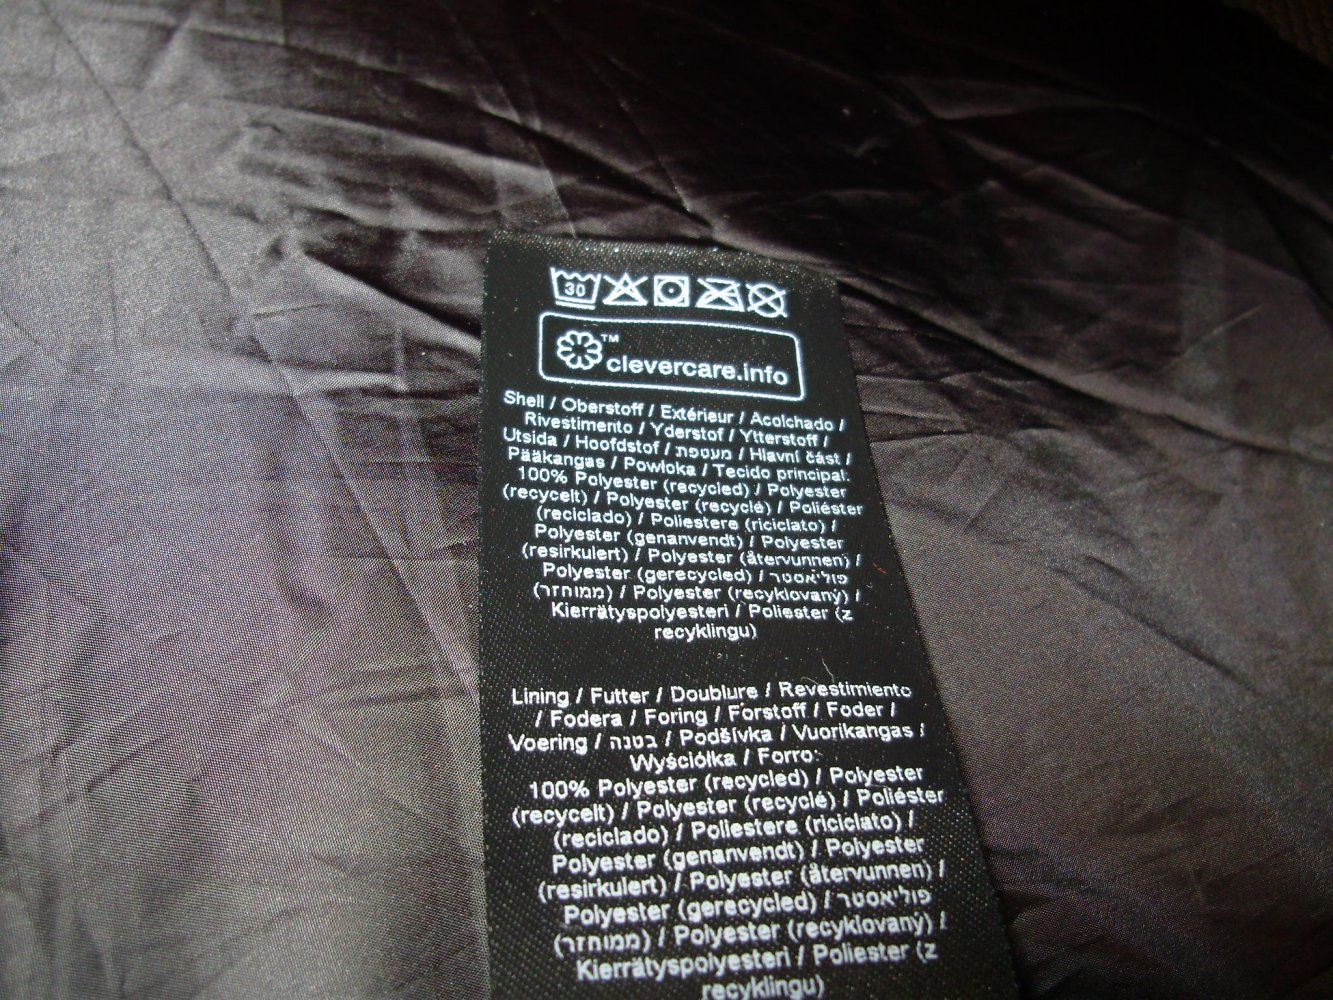 30
™
clevercare.info
Shell / Oberstoff / Extérieur / Acolchado /
Rivestimento / Yderstof / Ytterstoff /
Utsida / Hoofdstof / מעטפת / Hlavní část /
Pääkangas / Powloka / Tecido principal:
100% Polyester (recycled) / Polyester
(recycelt) / Polyester (recyclé) / Poliéster
(reciclado) / Poliestere (riciclato) /
Polyester (genanvendt) / Polyester
(resirkulert) / Polyester (återvunnen) /
Polyester (gerecycled) / פוליאסטר
(ממוחזר) / Polyester (recyklovaný) /
Kierrätyspolyesteri / Poliester (z
recyklingu)
Lining / Futter / Doublure / Revestimiento
/ Fodera / Foring / Forstoff / Foder /
Voering / בטנה / Podšívka / Vuorikangas /
Wyściółka / Forro:
100% Polyester (recycled) / Polyester
(recycelt) / Polyester (recyclé) / Poliéster
(reciclado) / Poliestere (riciclato) /
Polyester (genanvendt) / Polyester
(resirkulert) / Polyester (återvunnen) /
Polyester (gerecycled) / פוליאסטר
(ממוחזר) / Polyester (recyklovaný) /
Kierrätyspolyesteri / Poliester (z
recyklingu)